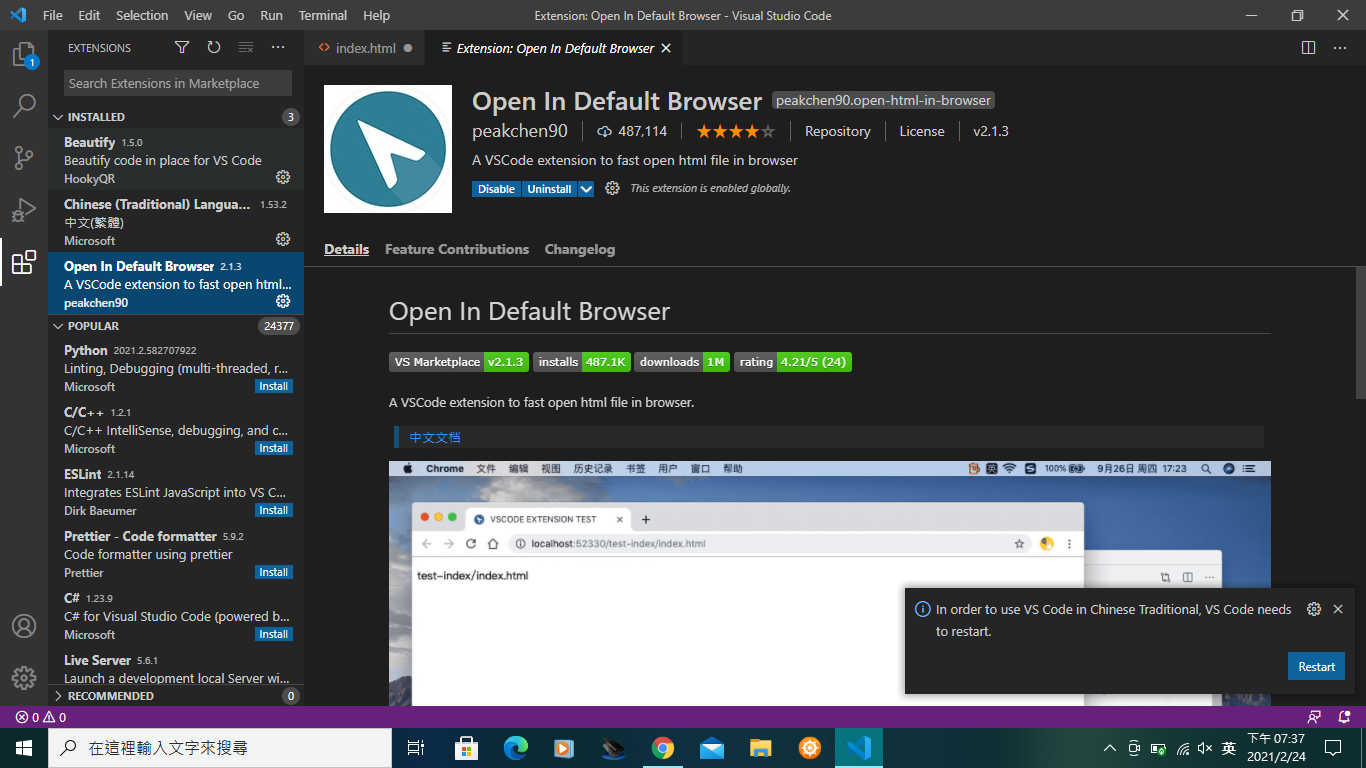 File Edit Selection View Go Run Terminal Help
Extension: Open In Default Browser - Visual Studio Code
1
EXTENSIONS
Search Extensions in Marketplace
INSTALLED 3
Beautify 1.5.0
Beautify code in place for VS Code
HookyQR
Chinese (Traditional) Langua... 1.53.2
中文(繁體)
Microsoft
Open In Default Browser 2.1.3
A VSCode extension to fast open html...
peakchen90
POPULAR 24377
Python 2021.2.582707922
Linting, Debugging (multi-threaded, r...
Microsoft Install
C/C++ 1.2.1
C/C++ IntelliSense, debugging, and c...
Microsoft Install
ESLint 2.1.14
Integrates ESLint JavaScript into VS C...
Dirk Baeumer Install
Prettier - Code formatter 5.9.2
Code formatter using prettier
Prettier Install
C# 1.23.9
C# for Visual Studio Code (powered b...
Microsoft Install
Live Server 5.6.1
Launch a development local Server wi...
RECOMMENDED 0
index.html
Extension: Open In Default Browser
Open In Default Browser peakchen90.open-html-in-browser
peakchen90 487,114 Repository License v2.1.3
A VSCode extension to fast open html file in browser
Disable Uninstall This extension is enabled globally.
Details Feature Contributions Changelog
Open In Default Browser
VS Marketplace v2.1.3 installs 487.1K downloads 1M rating 4.21/5 (24)
A VSCode extension to fast open html file in browser.
中文文档
Chrome 文件 编辑 视图 历史记录 书签 用户 窗口 帮助 英 100% 9月26日 周四 17:23
VSCODE EXTENSION TEST
localhost:52330/test-index/index.html
test-index/index.html
In order to use VS Code in Chinese Traditional, VS Code needs
to restart.
Restart
0 0
在這裡輸入文字來搜尋
英
下午 07:37
2021/2/24